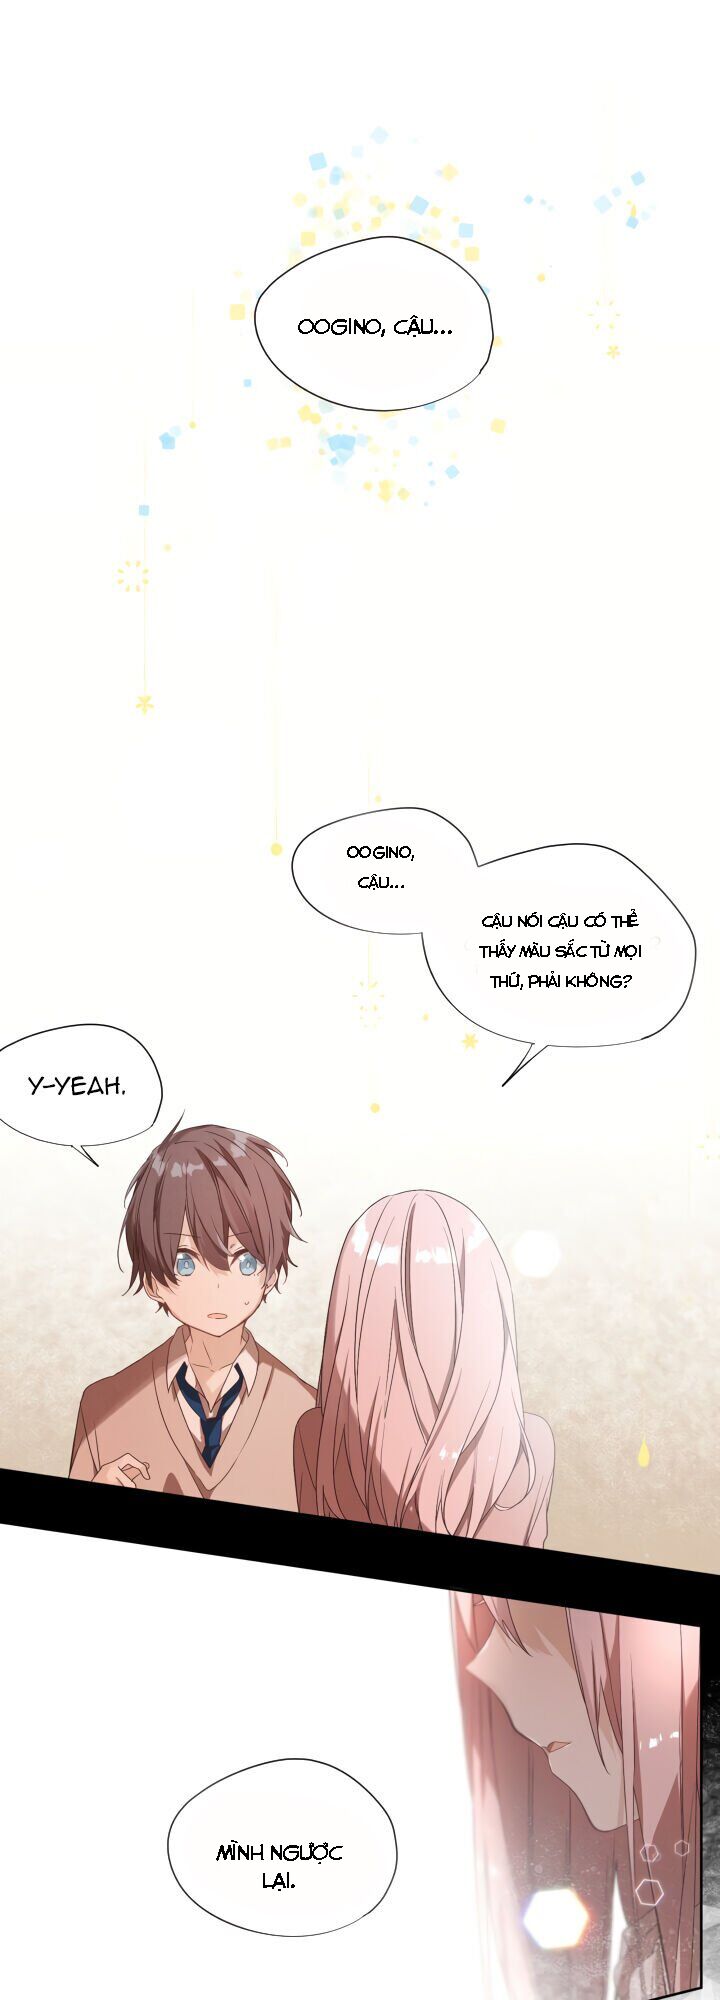 OOGINO, CẬU...
OOGINO,
CẬU...
CẬU NÓI CẬU CÓ THỂ
THẤY MÀU SẮC TỪ MỌI
THỨ, PHẢI KHÔNG?
Y-YEAH.
MÌNH NGƯỢC
LẠI.